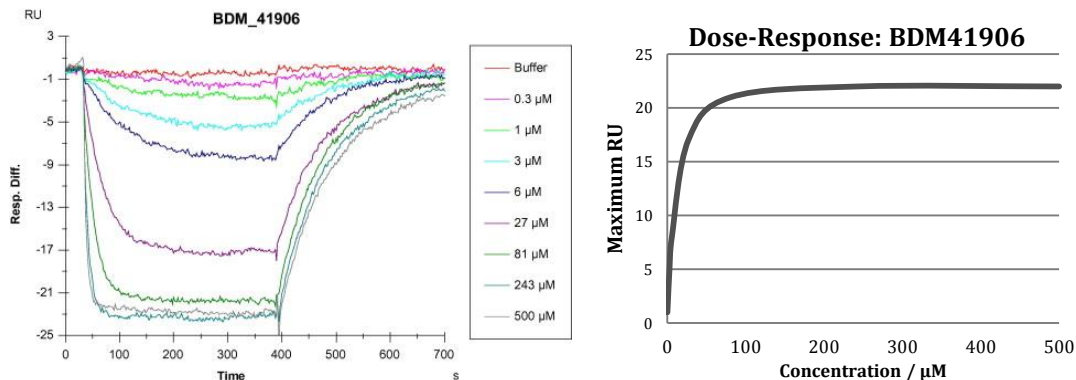 RU
BDM_41906
3
-1
-5
-9
-13
-17
-21
-25
Resp. Diff.
0
100
200
300
400
500
600
700
Time
s
Buffer
0.3 µM
1 µM
3 µM
6 µM
27 µM
81 µM
243 µM
500 µM
Dose-Response: BDM41906
25
20
15
10
5
0
Maximum RU
0
100
200
300
400
500
Concentration / µM